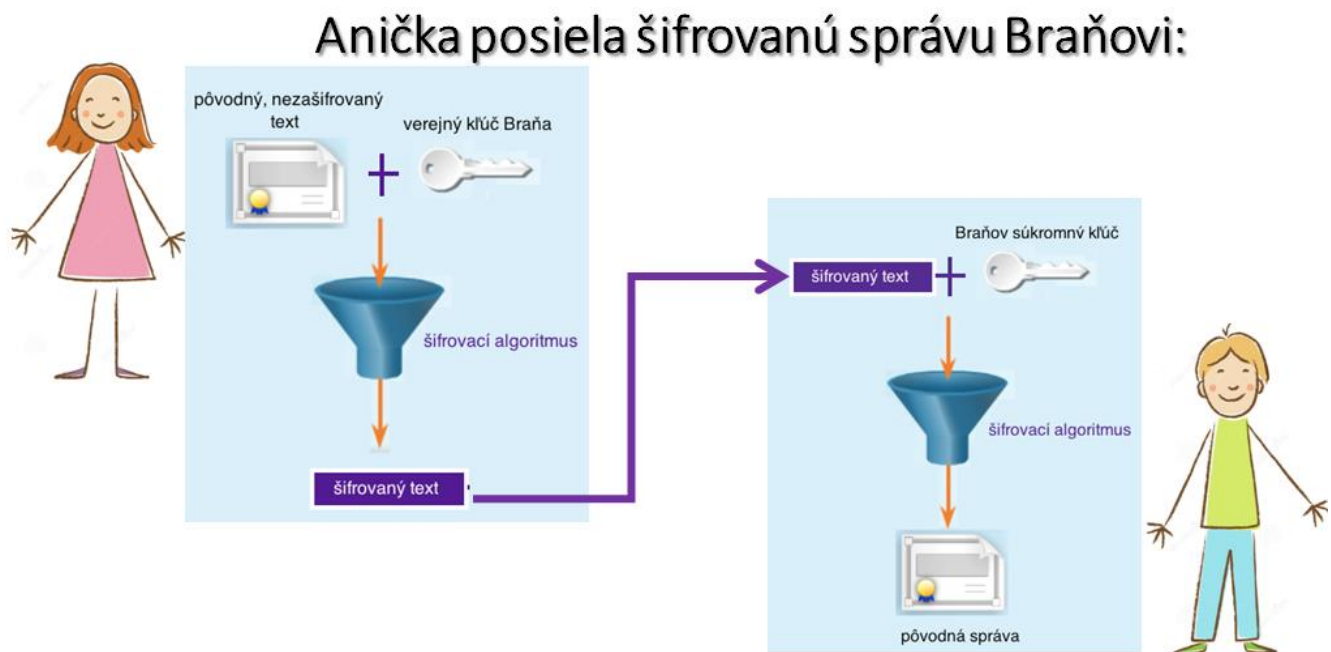 Anička posiela šifrovanú správu Braňovi:
pôvodný, nezašifrovaný
text
verejný kľúč Braňa
šifrovací algoritmus
šifrovaný text
Braňov súkromný kľúč
šifrovaný text
šifrovací algoritmus
pôvodná správa